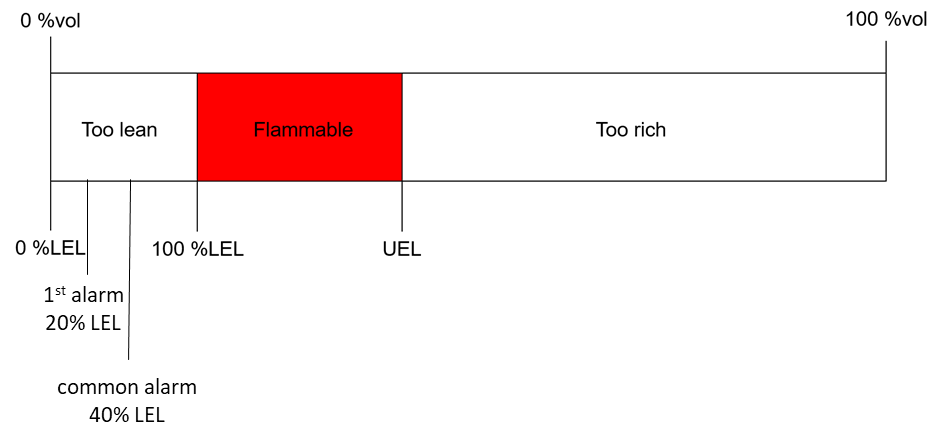 0 %vol
100 %vol
Too lean
Flammable
Too rich
0 %LEL
100 %LEL
UEL
1st alarm
20% LEL
common alarm
40% LEL